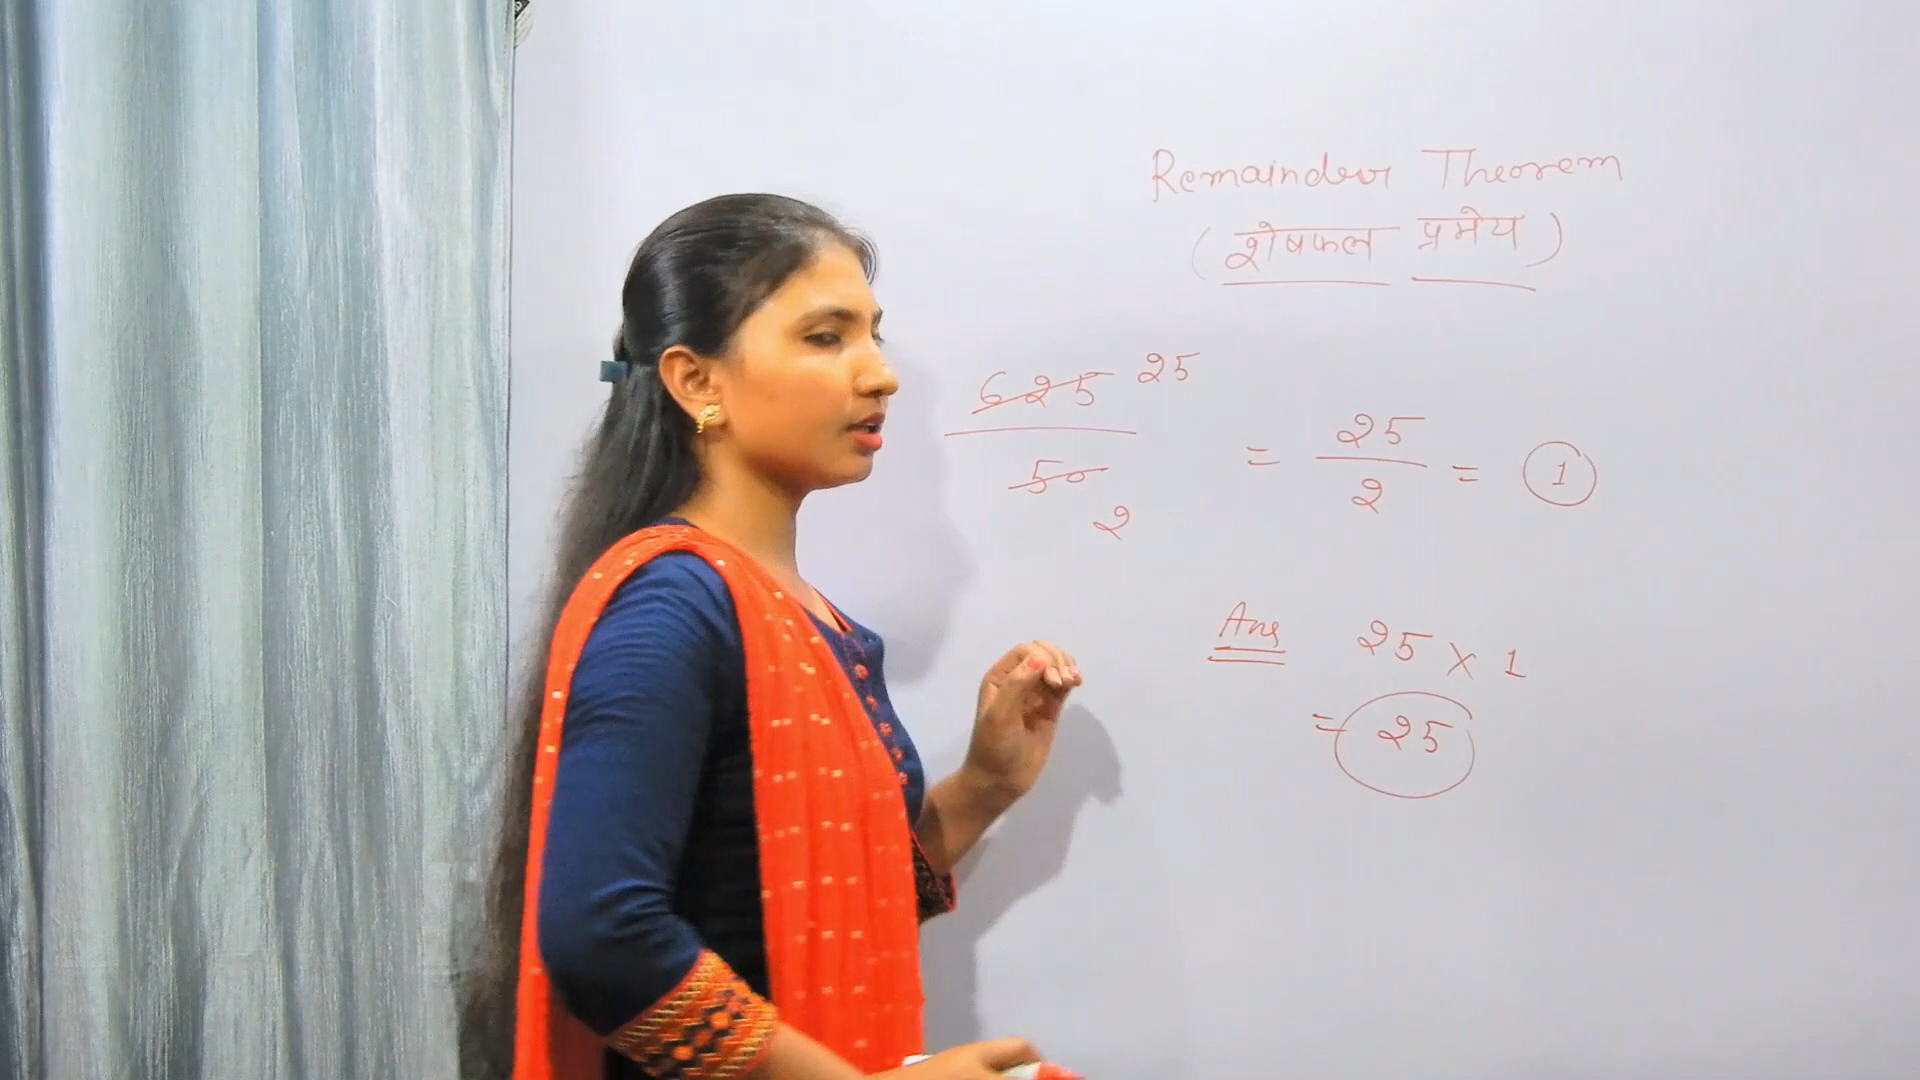 Remainder Theorem
(शेषफल प्रमेय)
625 25
50
2
= 25/2 = 1
Ans 25 x 1
= 25